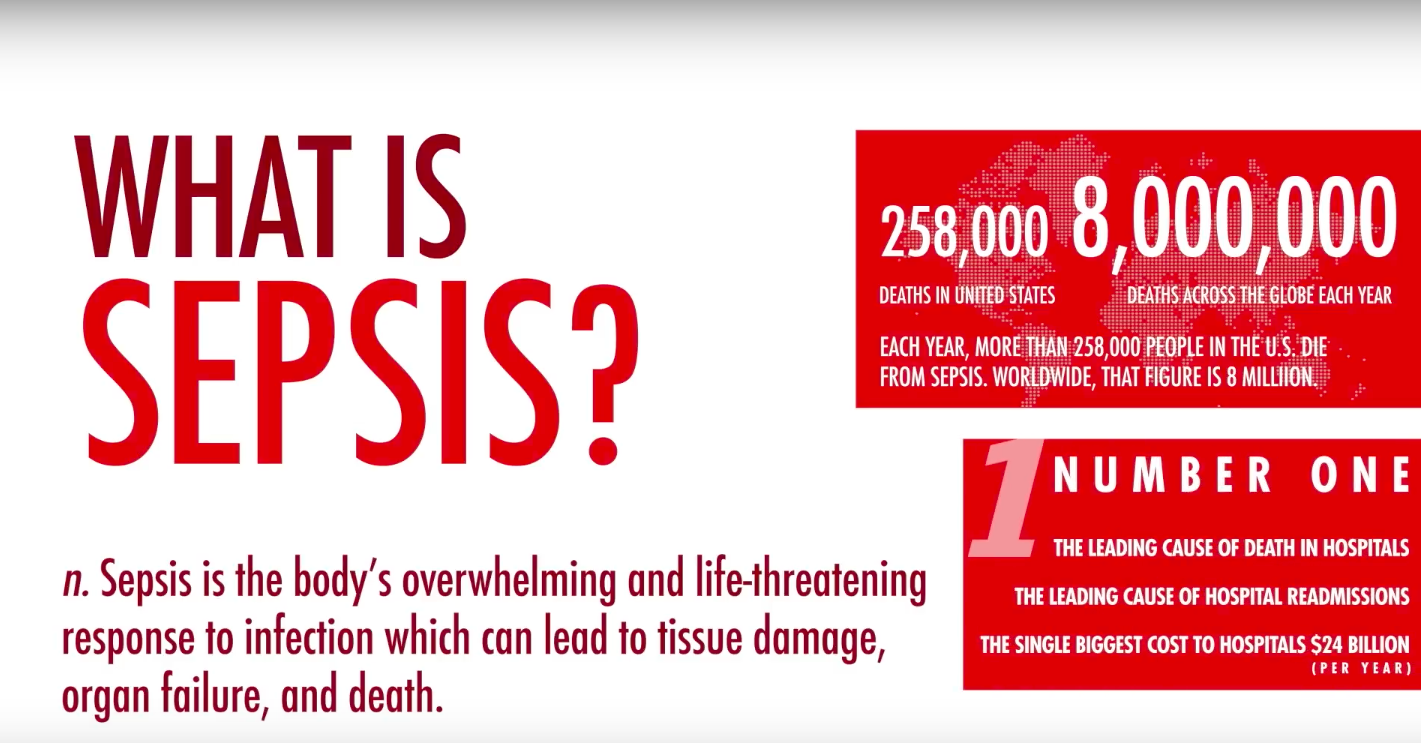 WHAT IS
SEPSIS?
n. Sepsis is the body's overwhelming and life-threatening
response to infection which can lead to tissue damage,
organ failure, and death.
258,000 8,000,000
DEATHS IN UNITED STATES DEATHS ACROSS THE GLOBE EACH YEAR
EACH YEAR, MORE THAN 258,000 PEOPLE IN THE U.S. DIE
FROM SEPSIS. WORLDWIDE, THAT FIGURE IS 8 MILLIION.
1 NUMBER ONE
THE LEADING CAUSE OF DEATH IN HOSPITALS
THE LEADING CAUSE OF HOSPITAL READMISSIONS
THE SINGLE BIGGEST COST TO HOSPITALS $24 BILLION
(PER YEAR)